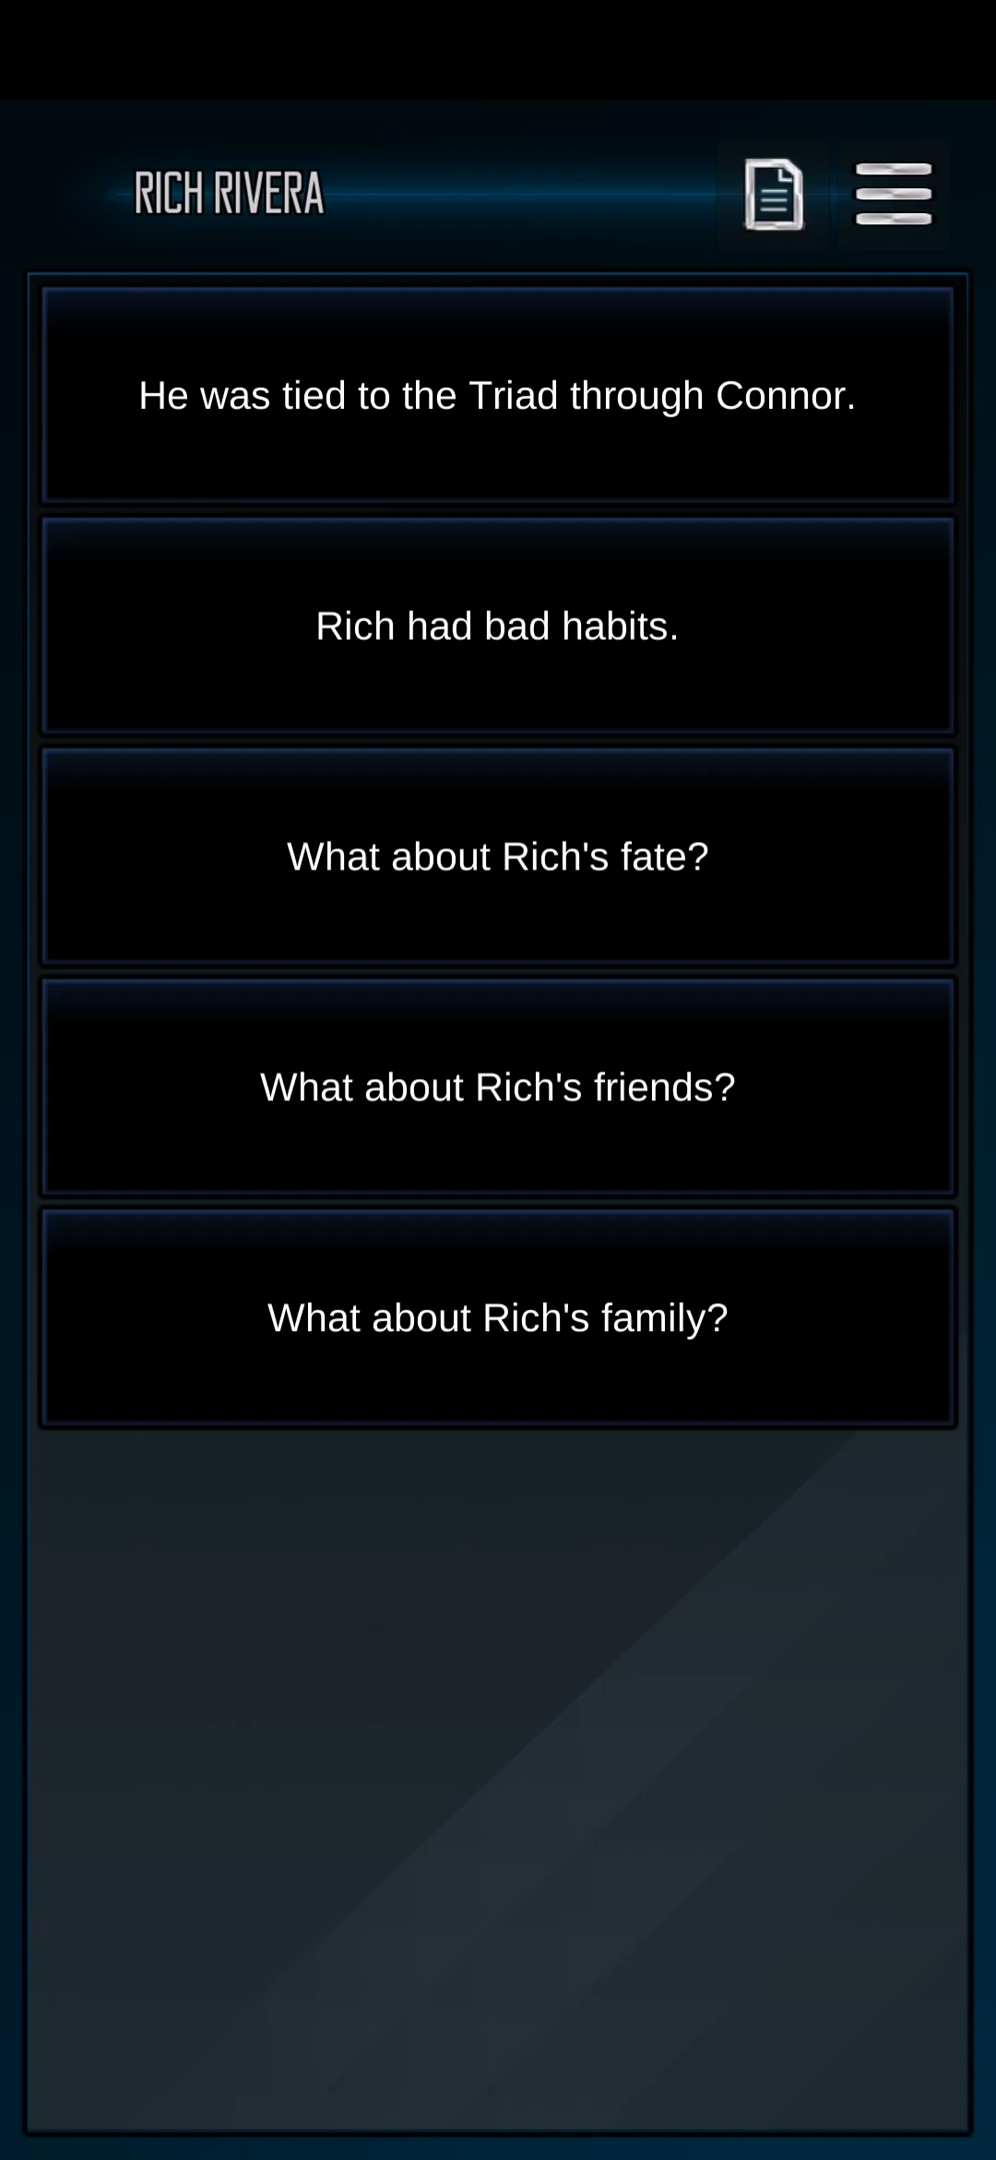 RICH RIVERA
He was tied to the Triad through Connor.
Rich had bad habits.
What about Rich's fate?
What about Rich's friends?
What about Rich's family?